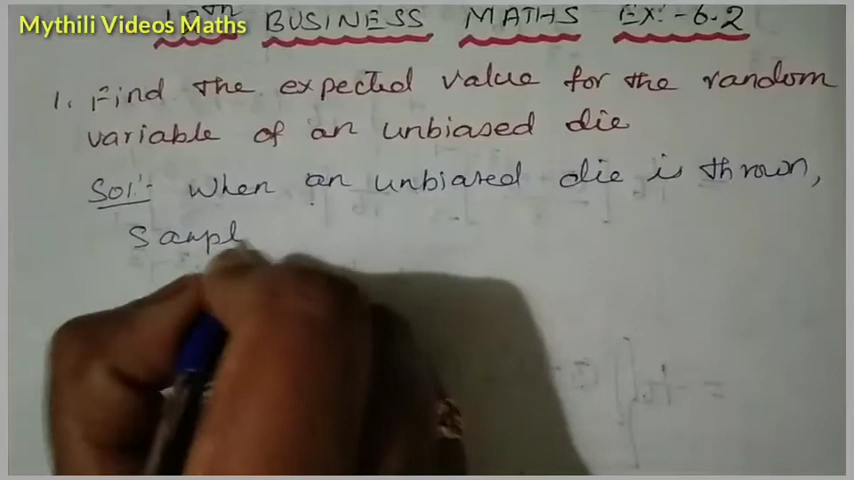 Mythili Videos Maths
BUSINESS MATHS EX:-6.2
1. Find the expected value for the random
variable of an unbiased die
Sol:- When an unbiased die is thrown,
Sampl